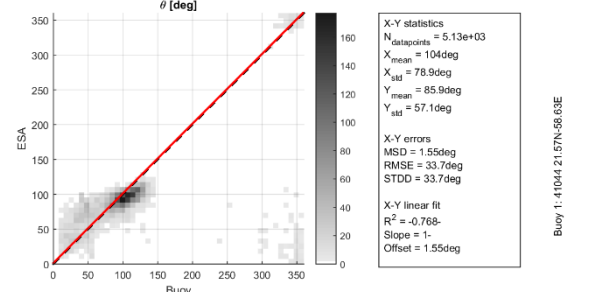 θ [deg]
350
300
250
200
150
100
50
0
ESA
0 50 100 150 200 250 300 350
Buoy
160
140
120
100
80
60
40
20
0
X-Y statistics
N datapoints = 5.13e+03
X mean = 104deg
X std = 78.9deg
Y mean = 85.9deg
Y std = 57.1deg
X-Y errors
MSD = 1.55deg
RMSE = 33.7deg
STDD = 33.7deg
X-Y linear fit
R² = -0.768-
Slope = 1-
Offset = 1.55deg
Buoy 1: 41044 21.57N-58.63E